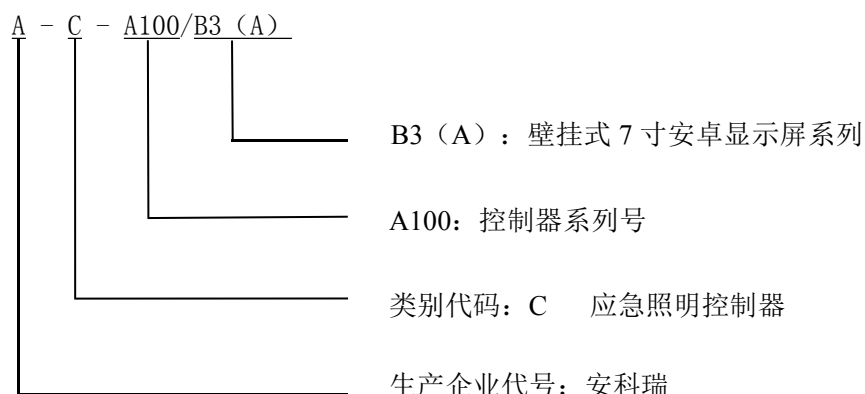 A - C - A100/B3（A）
B3（A）：壁挂式 7 寸安卓显示屏系列
A100：控制器系列号
类别代码：C 应急照明控制器
生产企业代号：安科瑞